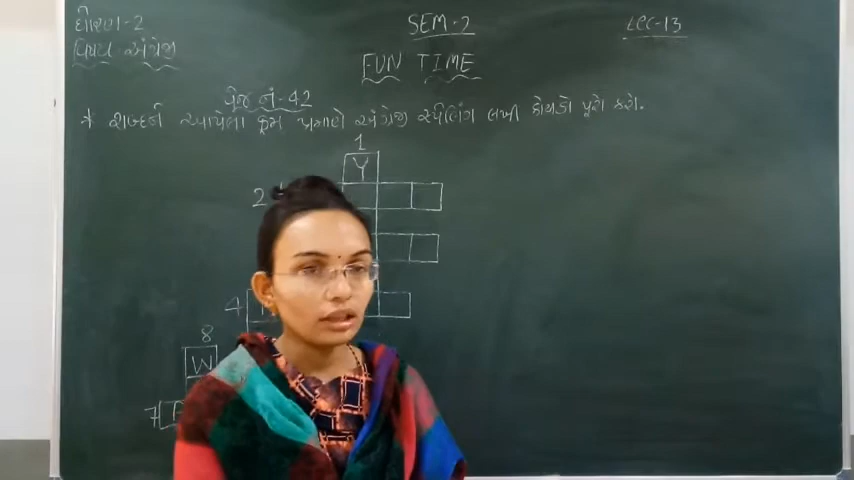 ધોરણ-2
SEM-2
LEC-13
વિષય અંગ્રેજી
FUN TIME
પેજ નં-42
* શબ્દની આપેલા ક્રમ પ્રમાણે અંગ્રેજી સ્પેલિંગ લખી કોયડો પૂરો કરો.
1
Y
2
4
8
W
7